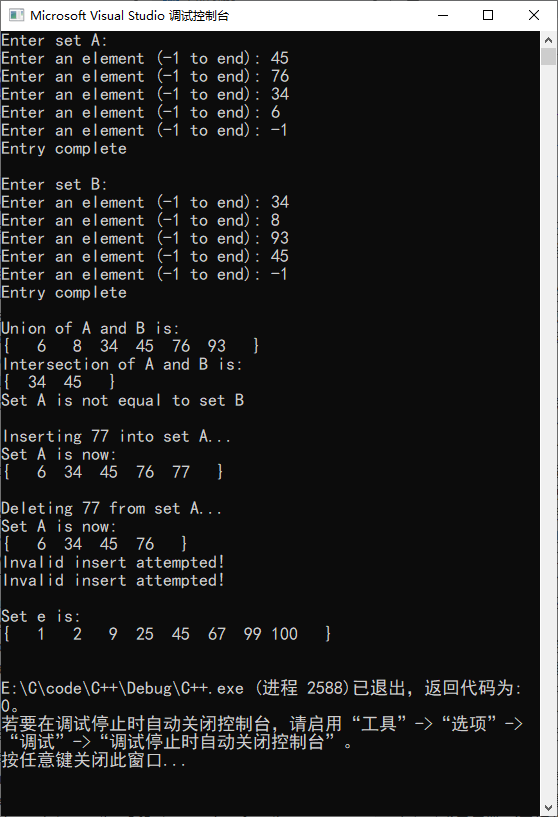 Microsoft Visual Studio 调试控制台
Enter set A:
Enter an element (-1 to end): 45
Enter an element (-1 to end): 76
Enter an element (-1 to end): 34
Enter an element (-1 to end): 6
Enter an element (-1 to end): -1
Entry complete
Enter set B:
Enter an element (-1 to end): 34
Enter an element (-1 to end): 8
Enter an element (-1 to end): 93
Enter an element (-1 to end): 45
Enter an element (-1 to end): -1
Entry complete
Union of A and B is:
{   6   8  34  45  76  93   }
Intersection of A and B is:
{  34  45   }
Set A is not equal to set B
Inserting 77 into set A...
Set A is now:
{   6  34  45  76  77   }
Deleting 77 from set A...
Set A is now:
{   6  34  45  76   }
Invalid insert attempted!
Invalid insert attempted!
Set e is:
{   1   2   9  25  45  67  99 100   }
E:\C\code\C++\Debug\C++.exe (进程 2588)已退出，返回代码为:
0。
若要在调试停止时自动关闭控制台，请启用“工具”->“选项”->
“调试”->“调试停止时自动关闭控制台”。
按任意键关闭此窗口...